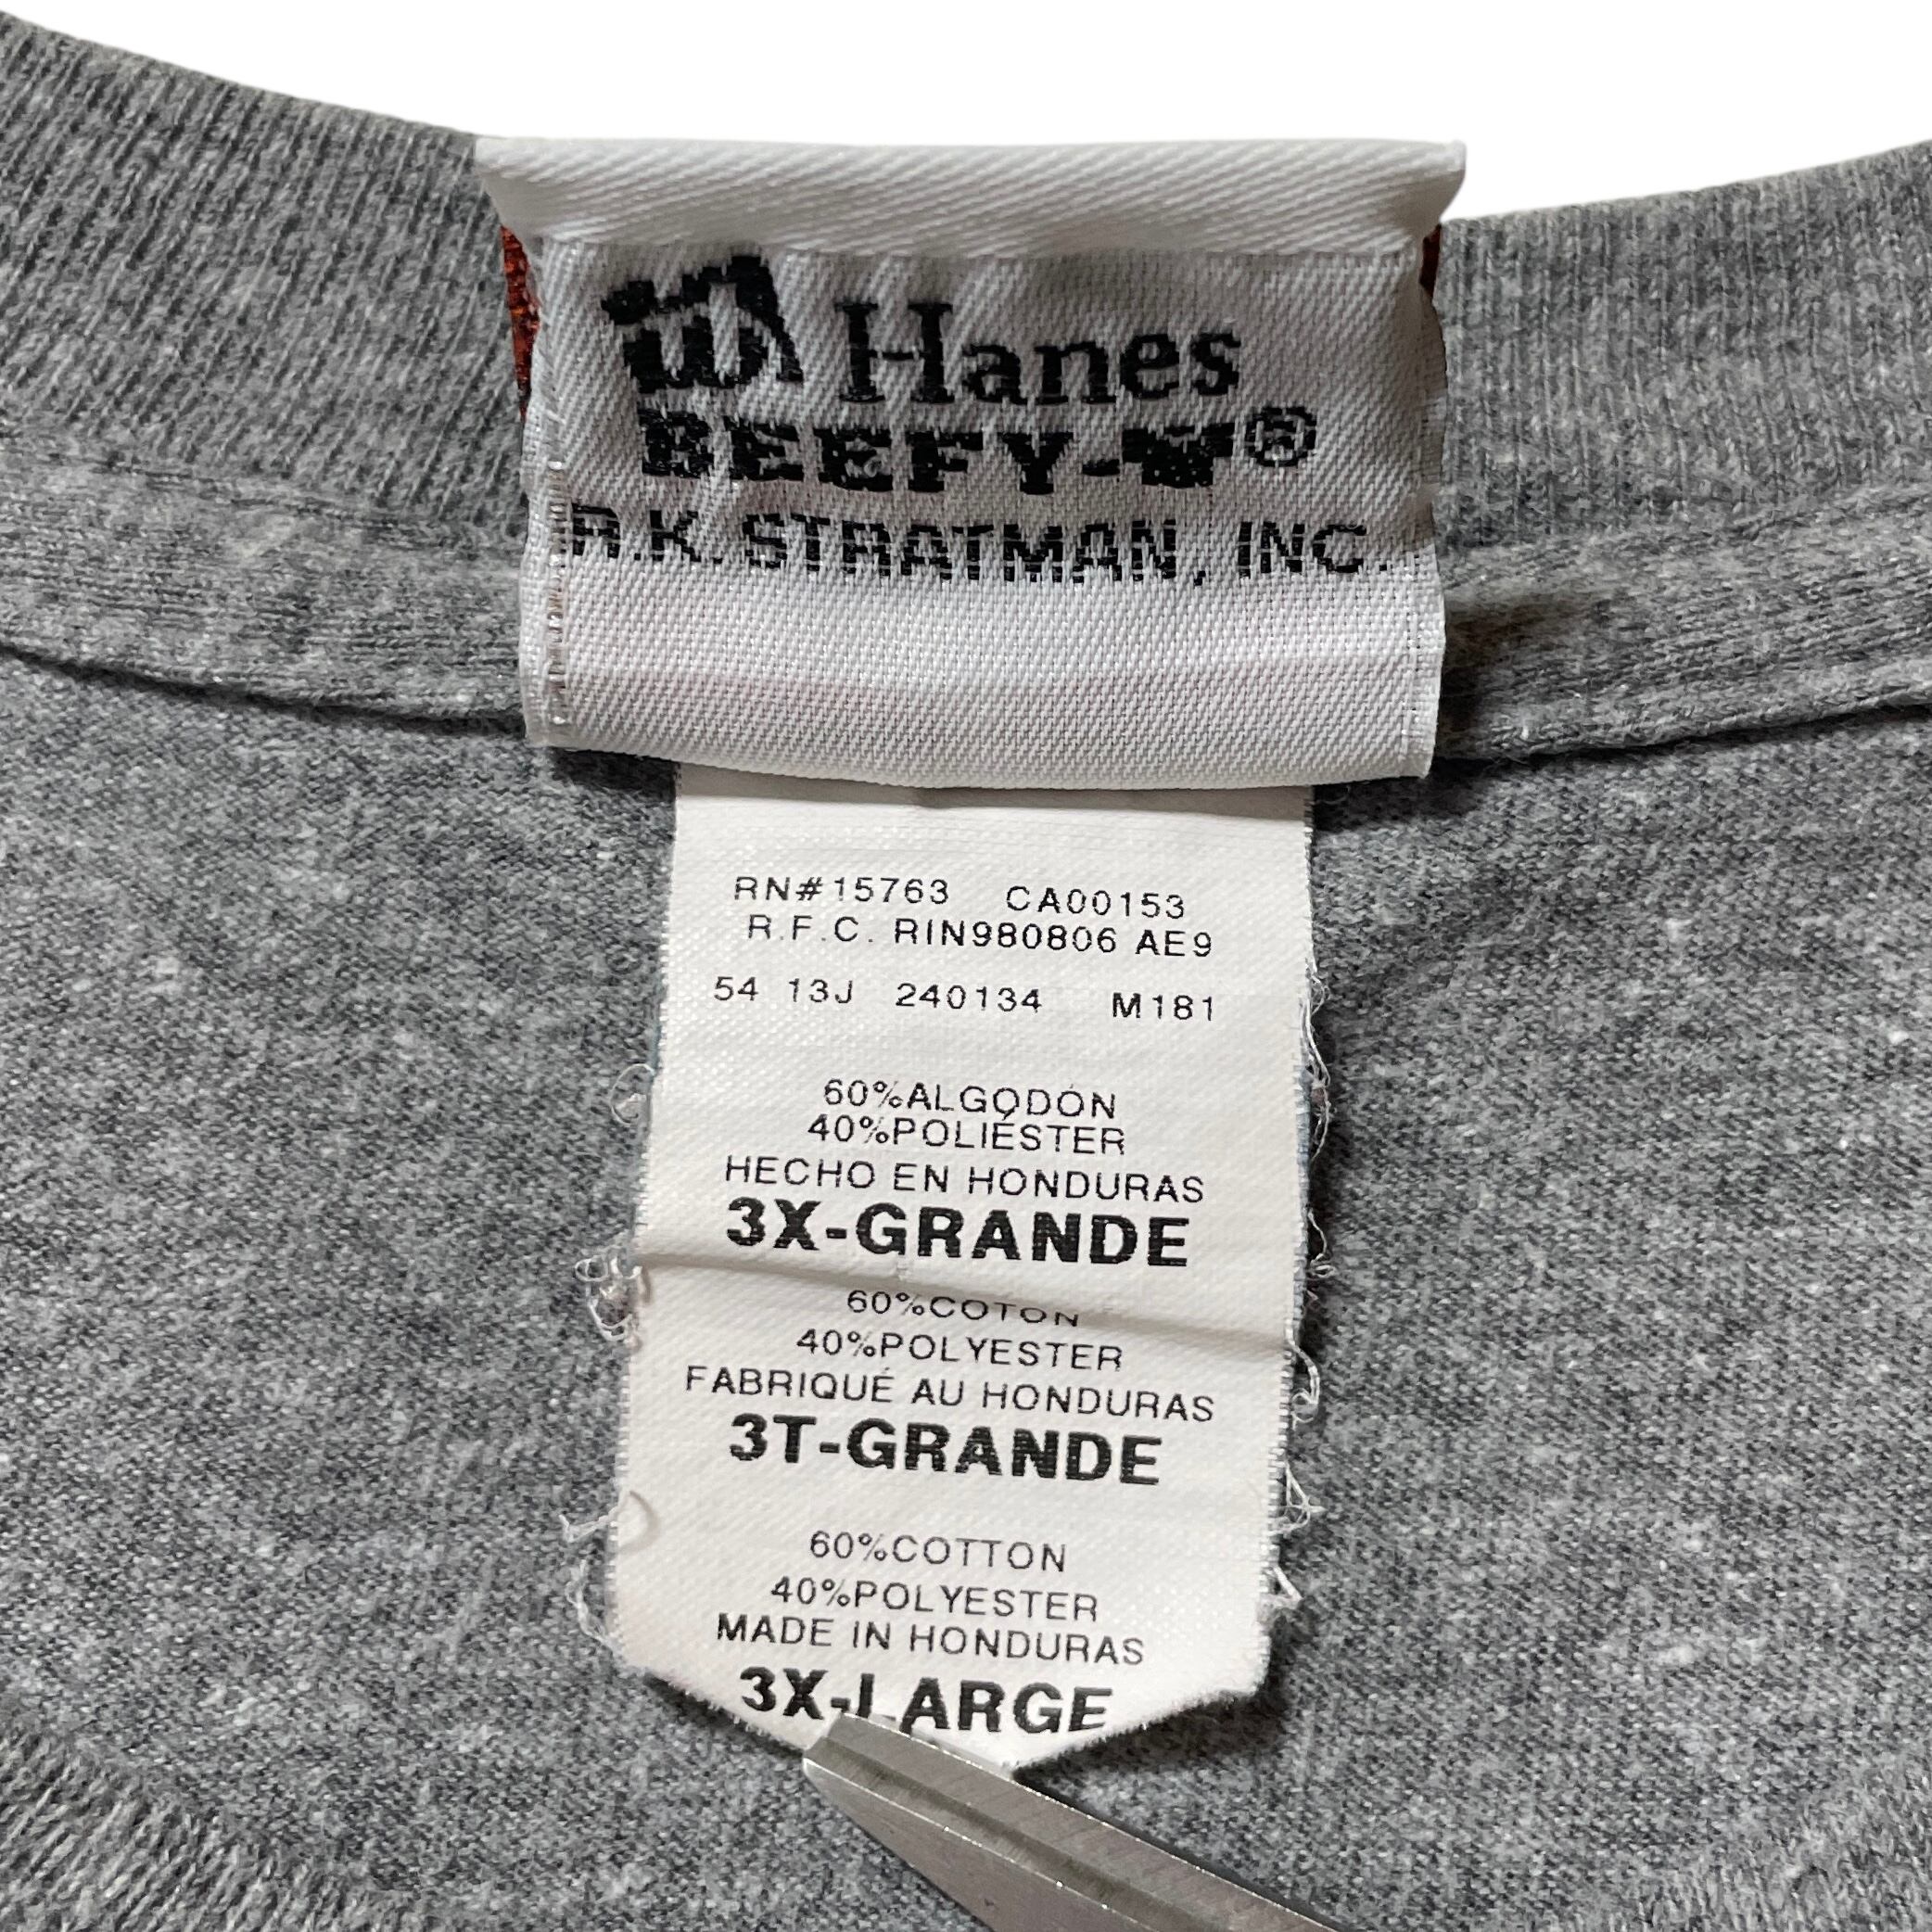 Hanes
BEEFY-T®
R.K. STRATMAN, INC.
RN#15763 CA00153
R.F.C. RIN980806 AE9
54 13J 240134 M181
60%ALGODÓN
40%POLIÉSTER
HECHO EN HONDURAS
3X-GRANDE
60%COTON
40%POLYESTER
FABRIQUÉ AU HONDURAS
3T-GRANDE
60%COTTON
40%POLYESTER
MADE IN HONDURAS
3X-LARGE